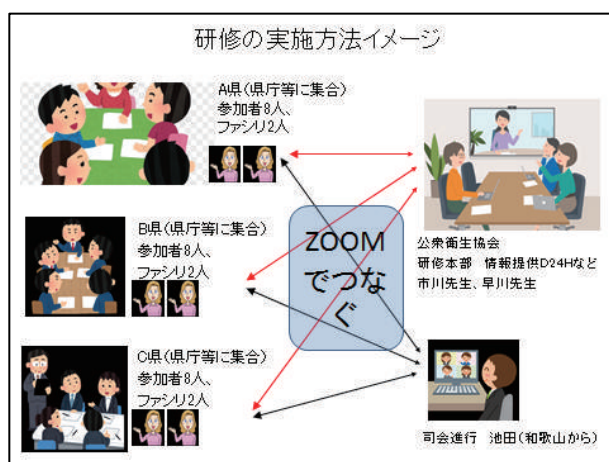 研修の実施方法イメージ
A県(県庁等に集合)
参加者8人、
ファシリ2人
B県(県庁等に集合)
参加者8人、
ファシリ2人
C県(県庁等に集合)
参加者8人、
ファシリ2人
ZOOM
でつな
ぐ
公衆衛生協会
研修本部 情報提供D24Hなど
市川先生、早川先生
司会進行 池田(和歌山から)